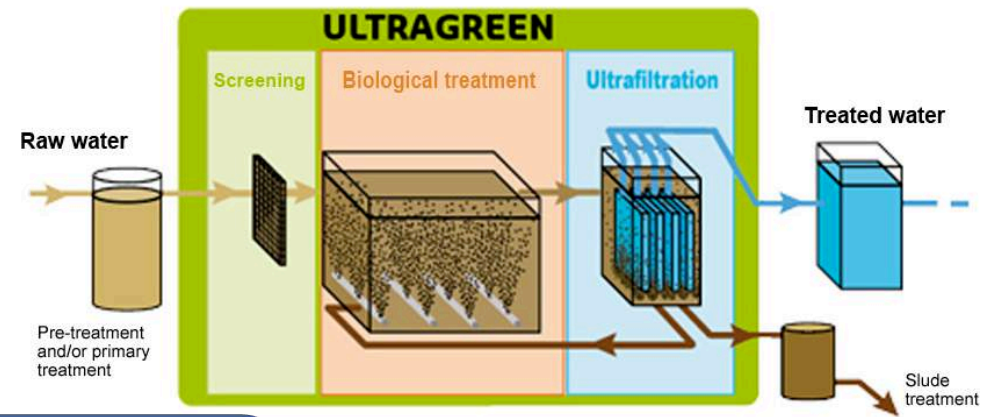 ULTRAGREEN
Screening
Biological treatment
Ultrafiltration
Raw water
Treated water
Pre-treatment
and/or primary
treatment
Slude
treatment